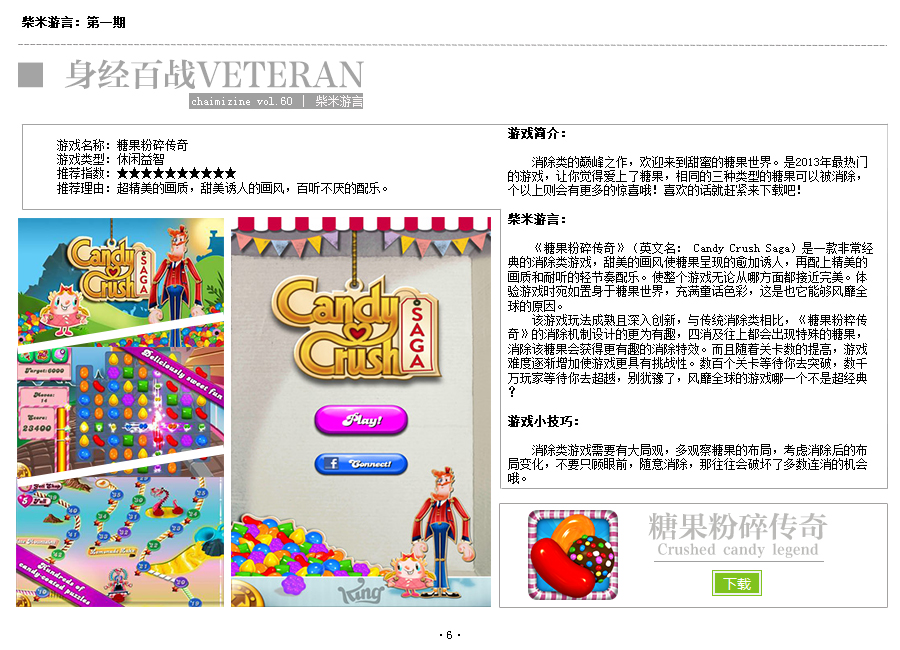 柴米游言：第一期
身经百战VETERAN
chaimizine vol.60 | 柴米游言
游戏名称：糖果粉碎传奇
游戏类型：休闲益智
推荐指数：★★★★★★★★★★
推荐理由：超精美的画质，甜美诱人的画风，百听不厌的配乐。
Candy
Crush
SAGA
Deliciously sweet fun
Target:6000
Moves:
14
Score:
23400
Hundreds of
candy-coated puzzles
Candy
Crush
SAGA
Play!
f Connect!
King
游戏简介：
消除类的巅峰之作，欢迎来到甜蜜的糖果世界。是2013年最热门
的游戏，让你觉得爱上了糖果，相同的三种类型的糖果可以被消除，
个以上则会有更多的惊喜哦！喜欢的话就赶紧来下载吧！
柴米游言：
《糖果粉碎传奇》（英文名： Candy Crush Saga）是一款非常经
典的消除类游戏，甜美的画风使糖果呈现的愈加诱人，再配上精美的
画质和耐听的轻节奏配乐。使整个游戏无论从哪方面都接近完美。体
验游戏时宛如置身于糖果世界，充满童话色彩，这是也它能够风靡全
球的原因。
该游戏玩法成熟且深入创新，与传统消除类相比，《糖果粉粹传
奇》的消除机制设计的更为有趣，四消及往上都会出现特殊的糖果，
消除该糖果会获得更有趣的消除特效。而且随着关卡数的提高，游戏
难度逐渐增加使游戏更具有挑战性。数百个关卡等待你去突破，数千
万玩家等待你去超越，别犹豫了，风靡全球的游戏哪一个不是超经典
？
游戏小技巧：
消除类游戏需要有大局观，多观察糖果的布局，考虑消除后的布
局变化，不要只顾眼前，随意消除，那往往会破坏了多数连消的机会
哦。
糖果粉碎传奇
Crushed candy legend
下载
·6·